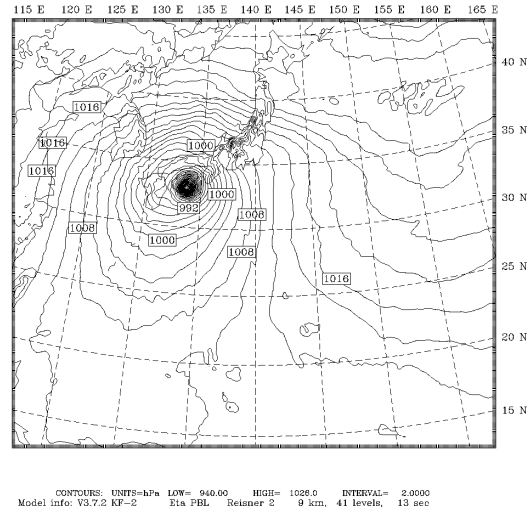 115 E 120 E 125 E 130 E 135 E 140 E 145 E 150 E 155 E 160 E 165 E
40 N
1016
35 N
1016
1000
1016
30 N
1000
992
1008
1008
1000
1008
25 N
1016
20 N
15 N
CONTOURS: UNITS=hPa LOW= 940.00 HIGH= 1026.0 INTERVAL= 2.0000
Model info: V3.7.2 KF-2 Eta PBL Reisner 2 9 km, 41 levels, 13 sec